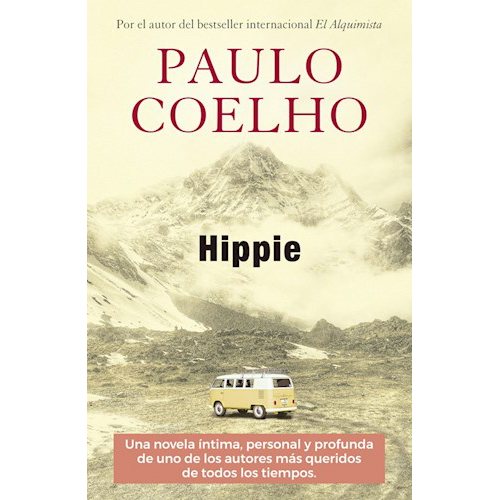 Por el autor del bestseller internacional El Alquimista
PAULO
COELHO
Hippie
Una novela íntima, personal y profunda
de uno de los autores más queridos
de todos los tiempos.